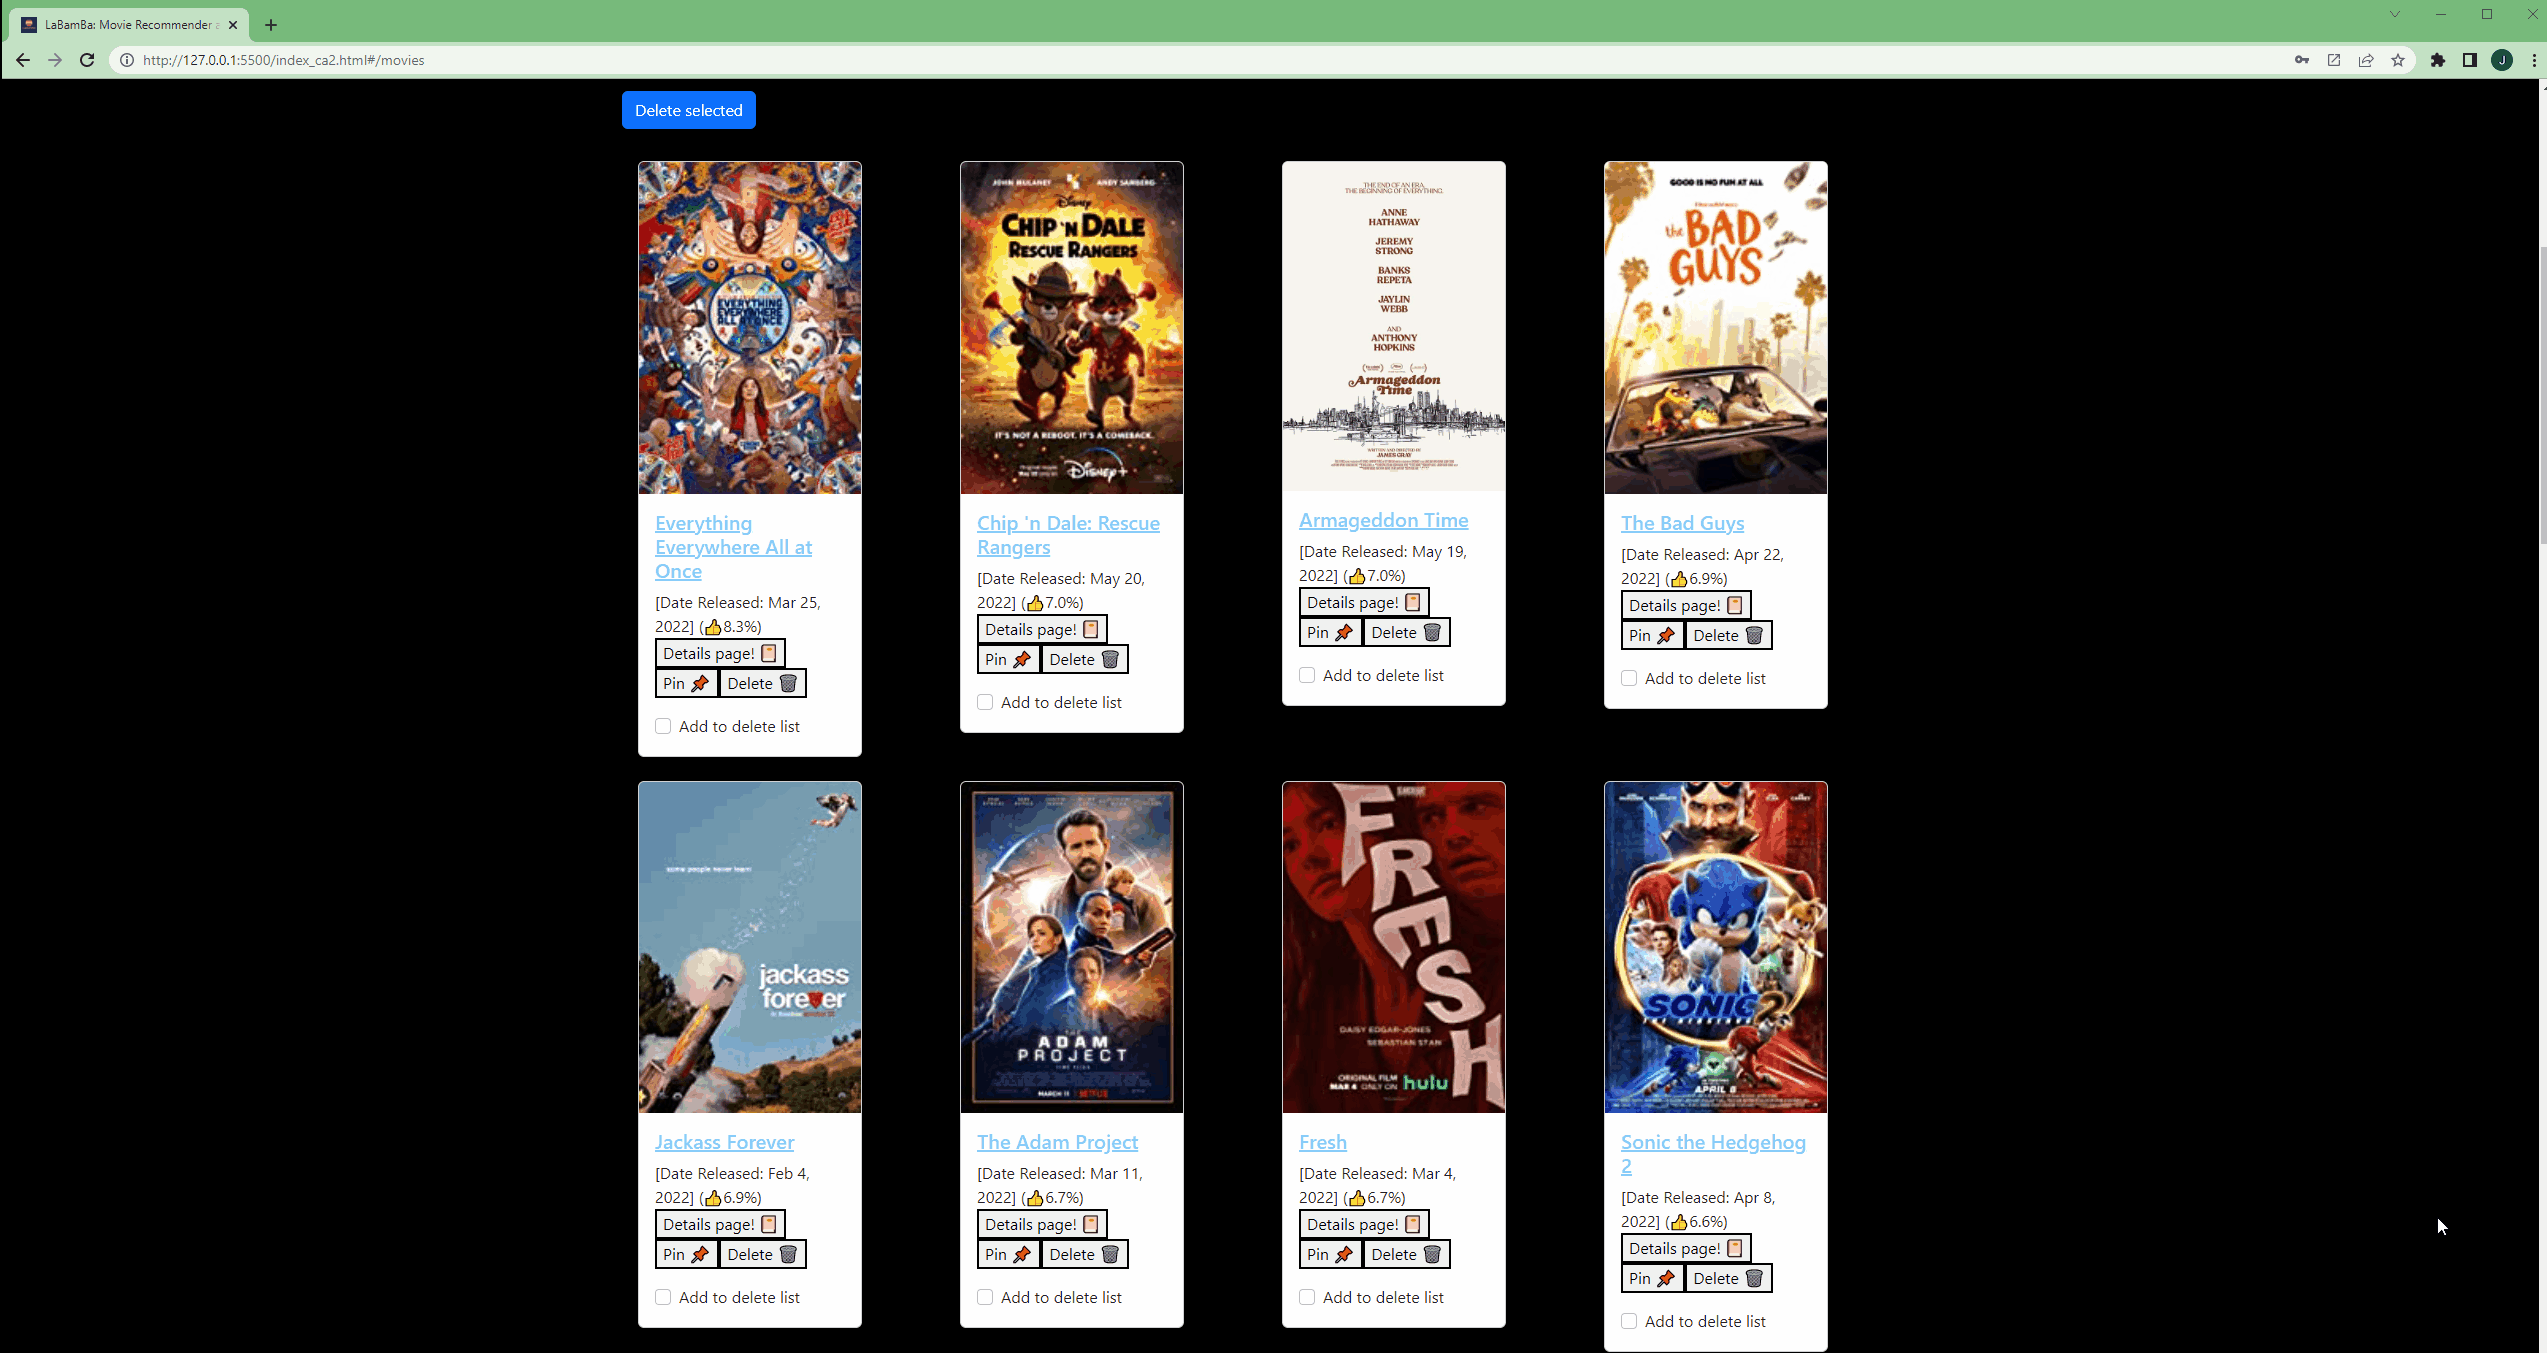 LaBamBa: Movie Recommender a
http://127.0.0.1:5500/index_ca2.html#/movies
J
Delete selected
EVERYTHING
EVERYWHERE
ALL AT ONCE
JOHN MULANEY ANDY SAMBERG
Disney
CHIP 'N DALE
RESCUE RANGERS
IT'S NOT A REBOOT. IT'S A COMEBACK.
Disney+
THE END OF AN ERA.
THE BEGINNING OF EVERYTHING.
ANNE
HATHAWAY
JEREMY
STRONG
BANKS
REPETA
JAYLIN
WEBB
AND
ANTHONY
HOPKINS
Armageddon
Time
WRITTEN AND DIRECTED BY
JAMES GRAY
GOOD IS NO FUN AT ALL
the BAD
GUYS
Everything
Everywhere All at
Once
[Date Released: Mar 25,
2022] (👍8.3%)
Details page! 📔
Pin 📌 Delete 🗑
Add to delete list
Chip 'n Dale: Rescue
Rangers
[Date Released: May 20,
2022] (👍7.0%)
Details page! 📔
Pin 📌 Delete 🗑
Add to delete list
Armageddon Time
[Date Released: May 19,
2022] (👍7.0%)
Details page! 📔
Pin 📌 Delete 🗑
Add to delete list
The Bad Guys
[Date Released: Apr 22,
2022] (👍6.9%)
Details page! 📔
Pin 📌 Delete 🗑
Add to delete list
some people never learn
jackass
forever
THE
ADAM
PROJECT
MARCH 11 NETFLIX
FRESH
DAISY EDGAR-JONES
SEBASTIAN STAN
ORIGINAL FILM
MAR 4 ONLY ON hulu
SONIC 2
THE HEDGEHOG
APRIL 8
Jackass Forever
[Date Released: Feb 4,
2022] (👍6.9%)
Details page! 📔
Pin 📌 Delete 🗑
Add to delete list
The Adam Project
[Date Released: Mar 11,
2022] (👍6.7%)
Details page! 📔
Pin 📌 Delete 🗑
Add to delete list
Fresh
[Date Released: Mar 4,
2022] (👍6.7%)
Details page! 📔
Pin 📌 Delete 🗑
Add to delete list
Sonic the Hedgehog
2
[Date Released: Apr 8,
2022] (👍6.6%)
Details page! 📔
Pin 📌 Delete 🗑
Add to delete list